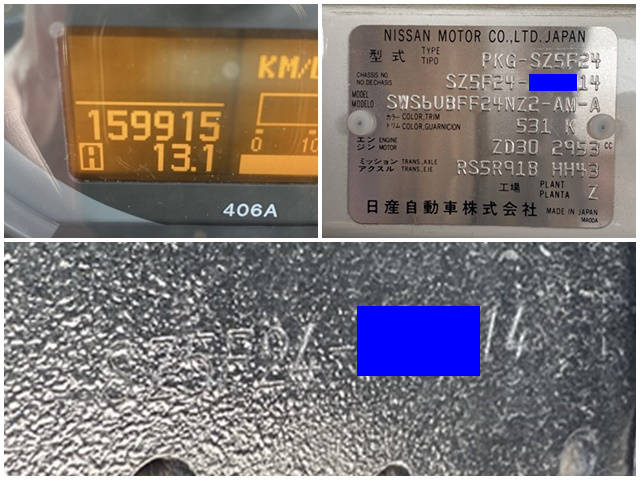 KM/L
159915
0 10
A 13.1
406A
NISSAN MOTOR CO.,LTD.JAPAN
型式 TYPE TIPO PKG-SZ5F24
CHASSIS NO NO.DECHASIS SZ5F24- 14
MODEL MODELO
カラー COLOR,TRIM トリム COLOR,GUARNICION 531 K
エンジン ENGINE MOTOR ZD30 2953 CC
ミッション TRANS.,AXLE アクスル TRANS.,EJE RS5R91B HH43
工場 PLANT PLANTA Z
日産自動車株式会社 MADE IN JAPAN
14